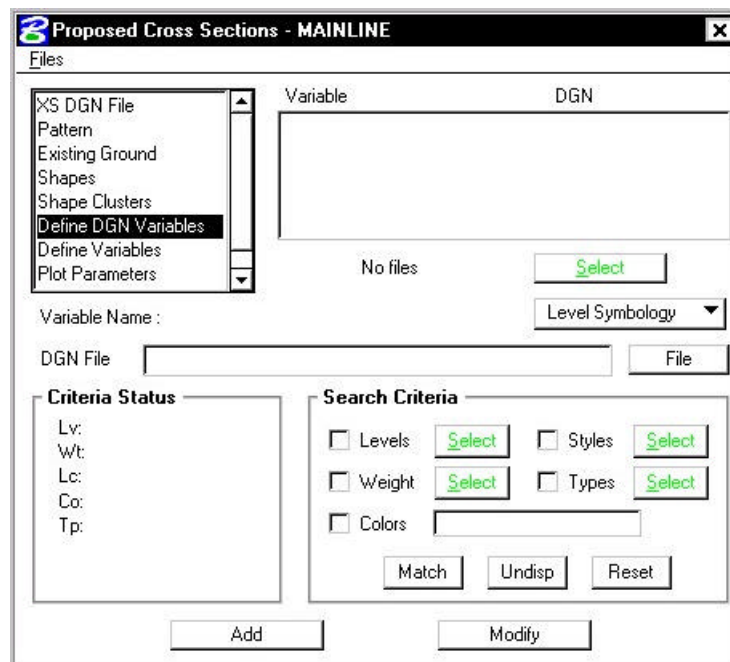 Proposed Cross Sections - MAINLINE
Files
XS DGN File
Pattern
Existing Ground
Shapes
Shape Clusters
Define DGN Variables
Define Variables
Plot Parameters
Variable DGN
No files Select
Variable Name : Level Symbology
DGN File File
Criteria Status
Lv:
Wt:
Lc:
Co:
Tp:
Search Criteria
Levels Select Styles Select
Weight Select Types Select
Colors
Match Undisp Reset
Add Modify